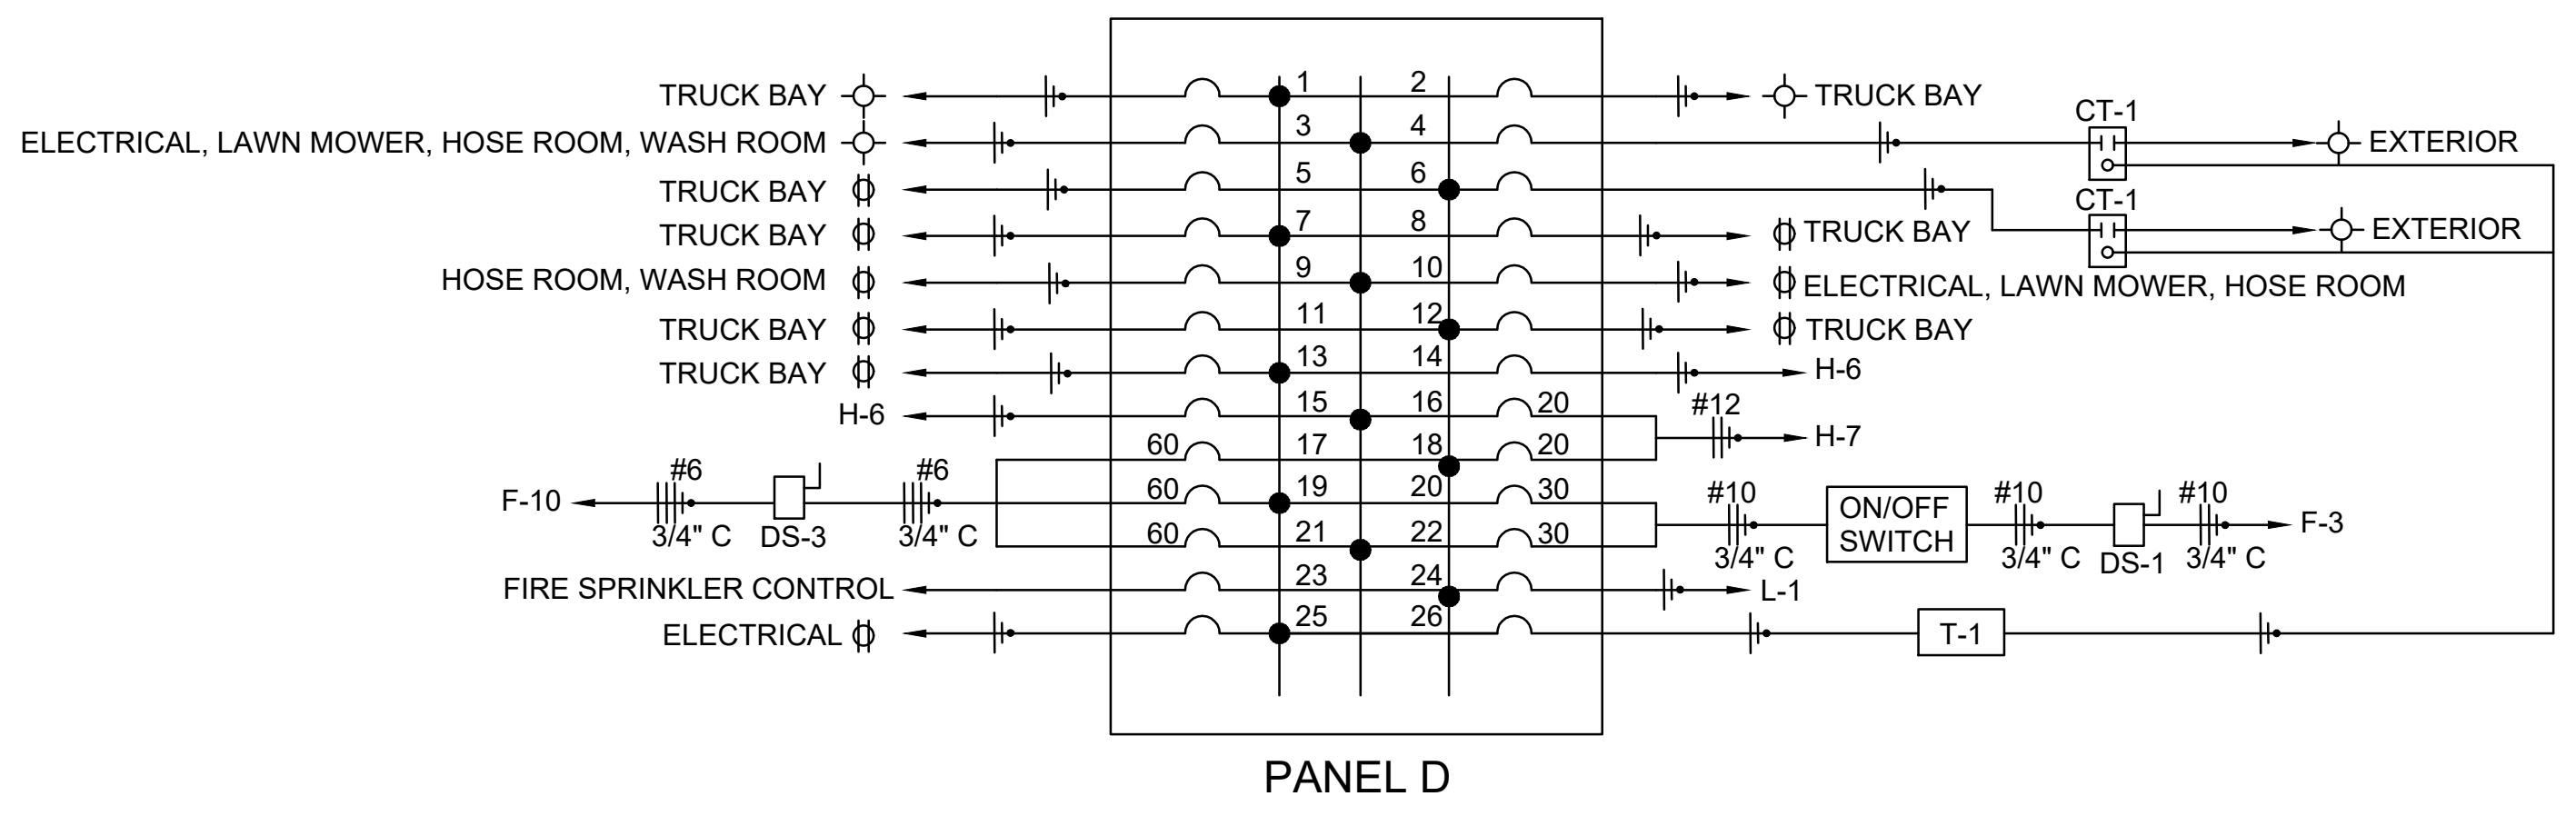 TRUCK BAY 1 2 TRUCK BAY
CT-1
ELECTRICAL, LAWN MOWER, HOSE ROOM, WASH ROOM 3 4 EXTERIOR
TRUCK BAY 5 6
CT-1
TRUCK BAY 7 8 TRUCK BAY EXTERIOR
HOSE ROOM, WASH ROOM 9 10 ELECTRICAL, LAWN MOWER, HOSE ROOM
TRUCK BAY 11 12 TRUCK BAY
TRUCK BAY 13 14 H-6
H-6 15 16 20 #12
60 17 18 20 H-7
#6 #6
F-10 60 19 20 30 #10 ON/OFF #10 #10
3/4" C DS-3 3/4" C 60 21 22 30 SWITCH F-3
3/4" C 3/4" C DS-1 3/4" C
FIRE SPRINKLER CONTROL 23 24 L-1
ELECTRICAL 25 26 T-1
PANEL D